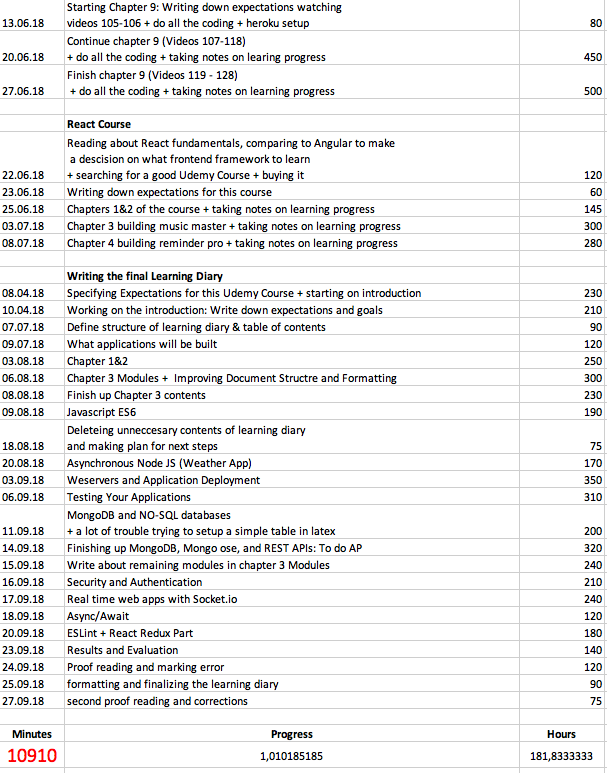 Starting Chapter 9: Writing down expectations watching
13.06.18 videos 105-106 + do all the coding + heroku setup 80
Continue chapter 9 (Videos 107-118)
20.06.18 + do all the coding + taking notes on learing progress 450
Finish chapter 9 (Videos 119 - 128)
27.06.18 + do all the coding + taking notes on learning progress 500
React Course
Reading about React fundamentals, comparing to Angular to make
a descision on what frontend framework to learn
22.06.18 + searching for a good Udemy Course + buying it 120
23.06.18 Writing down expectations for this course 60
25.06.18 Chapters 1&2 of the course + taking notes on learning progress 145
03.07.18 Chapter 3 building music master + taking notes on learning progress 300
08.07.18 Chapter 4 building reminder pro + taking notes on learning progress 280
Writing the final Learning Diary
08.04.18 Specifying Expectations for this Udemy Course + starting on introduction 230
10.04.18 Working on the introduction: Write down expectations and goals 210
07.07.18 Define structure of learning diary & table of contents 90
09.07.18 What applications will be built 120
03.08.18 Chapter 1&2 250
06.08.18 Chapter 3 Modules + Improving Document Structre and Formatting 300
08.08.18 Finish up Chapter 3 contents 230
09.08.18 Javascript ES6 190
Deleteing unneccesary contents of learning diary
18.08.18 and making plan for next steps 75
20.08.18 Asynchronous Node JS (Weather App) 170
03.09.18 Weservers and Application Deployment 350
06.09.18 Testing Your Applications 310
MongoDB and NO-SQL databases
11.09.18 + a lot of trouble trying to setup a simple table in latex 200
14.09.18 Finishing up MongoDB, Mongo ose, and REST APIs: To do AP 320
15.09.18 Write about remaining modules in chapter 3 Modules 240
16.09.18 Security and Authentication 210
17.09.18 Real time web apps with Socket.io 240
18.09.18 Async/Await 120
20.09.18 ESLint + React Redux Part 180
23.09.18 Results and Evaluation 140
24.09.18 Proof reading and marking error 120
25.09.18 formatting and finalizing the learning diary 90
27.09.18 second proof reading and corrections 75
Minutes Progress Hours
10910 1,010185185 181,8333333